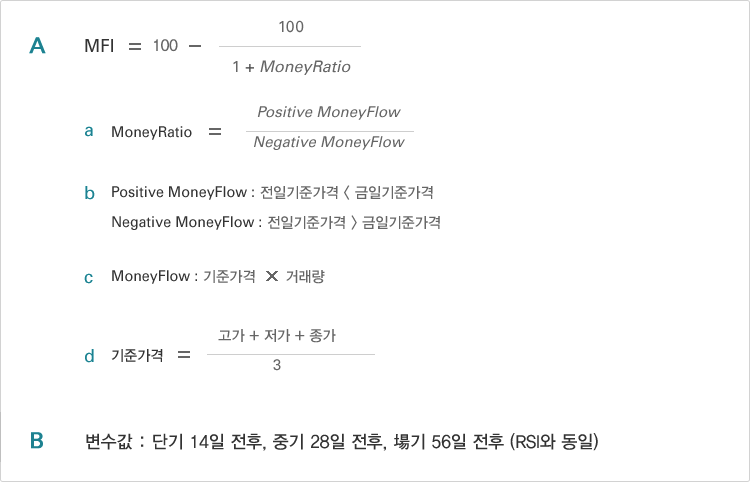 A MFI = 100 −
100
1 + MoneyRatio
a MoneyRatio =
Positive MoneyFlow
Negative MoneyFlow
b Positive MoneyFlow : 전일기준가격 < 금일기준가격
Negative MoneyFlow : 전일기준가격 > 금일기준가격
c MoneyFlow : 기준가격 × 거래량
d 기준가격 =
고가 + 저가 + 종가
3
B 변수값 : 단기 14일 전후, 중기 28일 전후, 場기 56일 전후 (RSI와 동일)